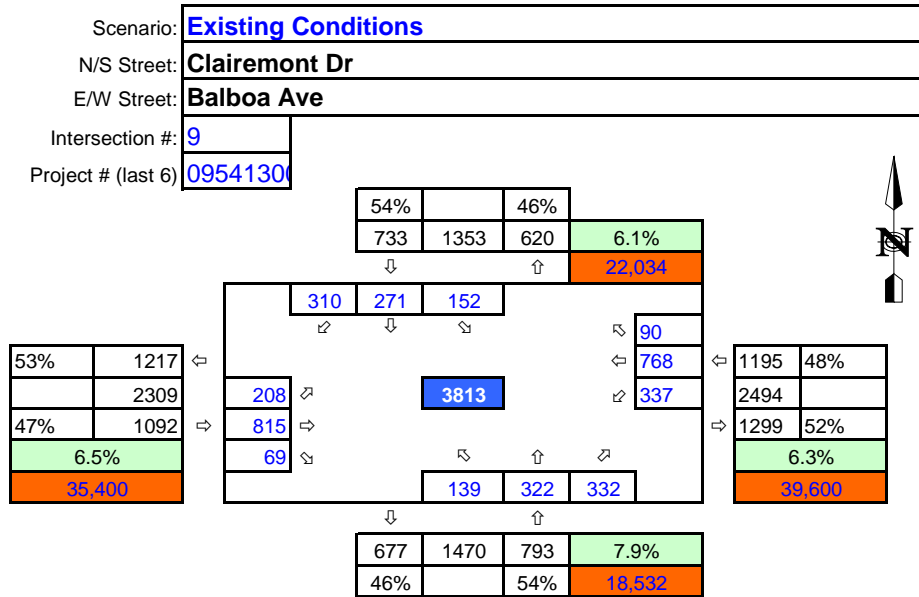 Scenario: Existing Conditions
N/S Street: Clairemont Dr
E/W Street: Balboa Ave
Intersection #: 9
Project # (last 6) 09541300
54% 46%
733 1353 620 6.1%
⇩ ⇧ 22,034
N
310 271 152
⬃ ⇩ ⬂
⬁ 90
53% 1217 ⇦ ⇦ 768 ⇦ 1195 48%
2309 208 ⬀ 3813 ⬃ 337 2494
47% 1092 ⇨ 815 ⇨ ⇨ 1299 52%
6.5% 69 ⬂ ⬁ ⇧ ⬀ 6.3%
35,400 139 322 332 39,600
⇩ ⇧
677 1470 793 7.9%
46% 54% 18,532